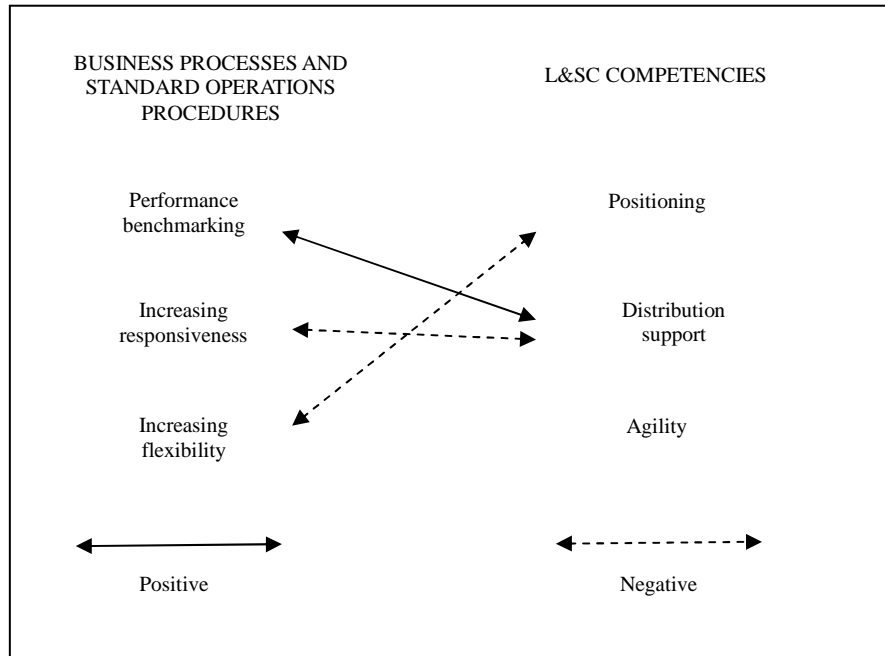 BUSINESS PROCESSES AND
STANDARD OPERATIONS
PROCEDURES
L&SC COMPETENCIES
Performance
benchmarking
Positioning
Increasing
responsiveness
Distribution
support
Increasing
flexibility
Agility
Positive
Negative